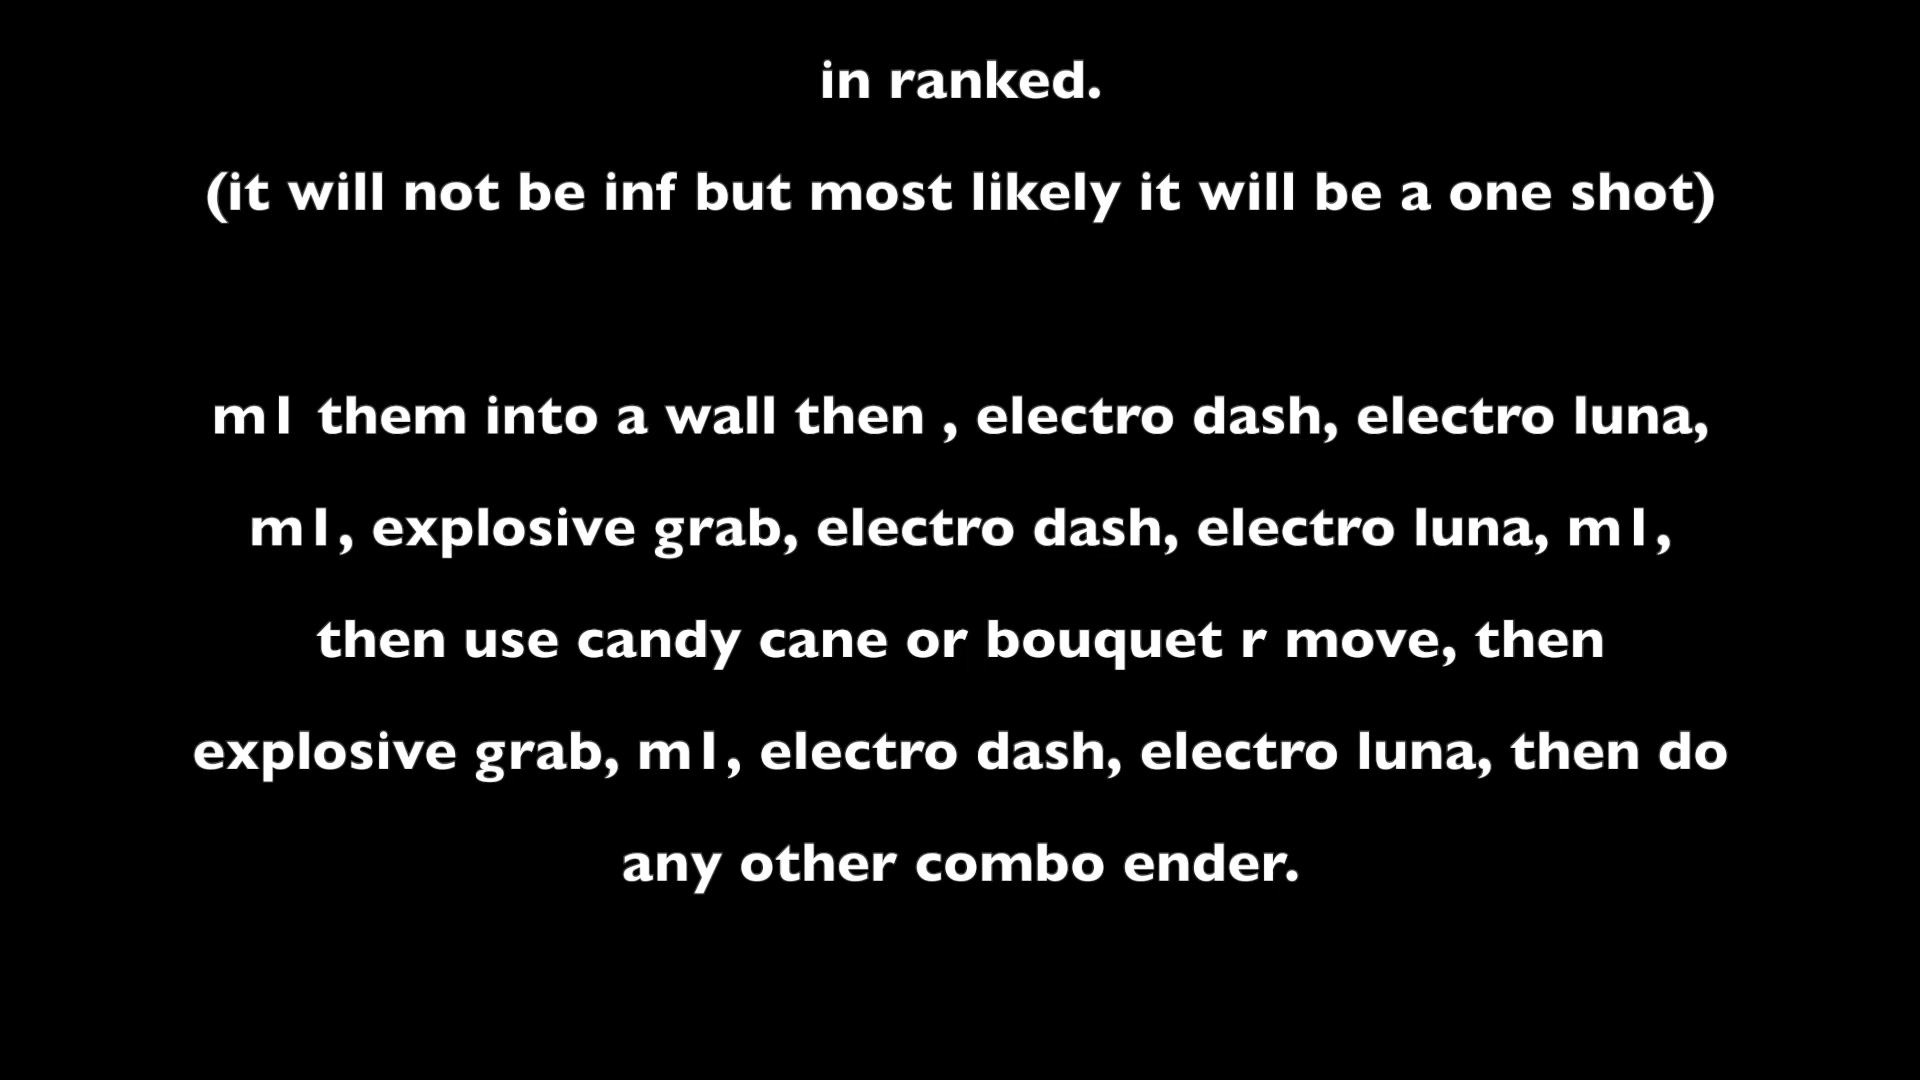 in ranked.
(it will not be inf but most likely it will be a one shot)
m1 them into a wall then , electro dash, electro luna,
m1, explosive grab, electro dash, electro luna, m1,
then use candy cane or bouquet r move, then
explosive grab, m1, electro dash, electro luna, then do
any other combo ender.